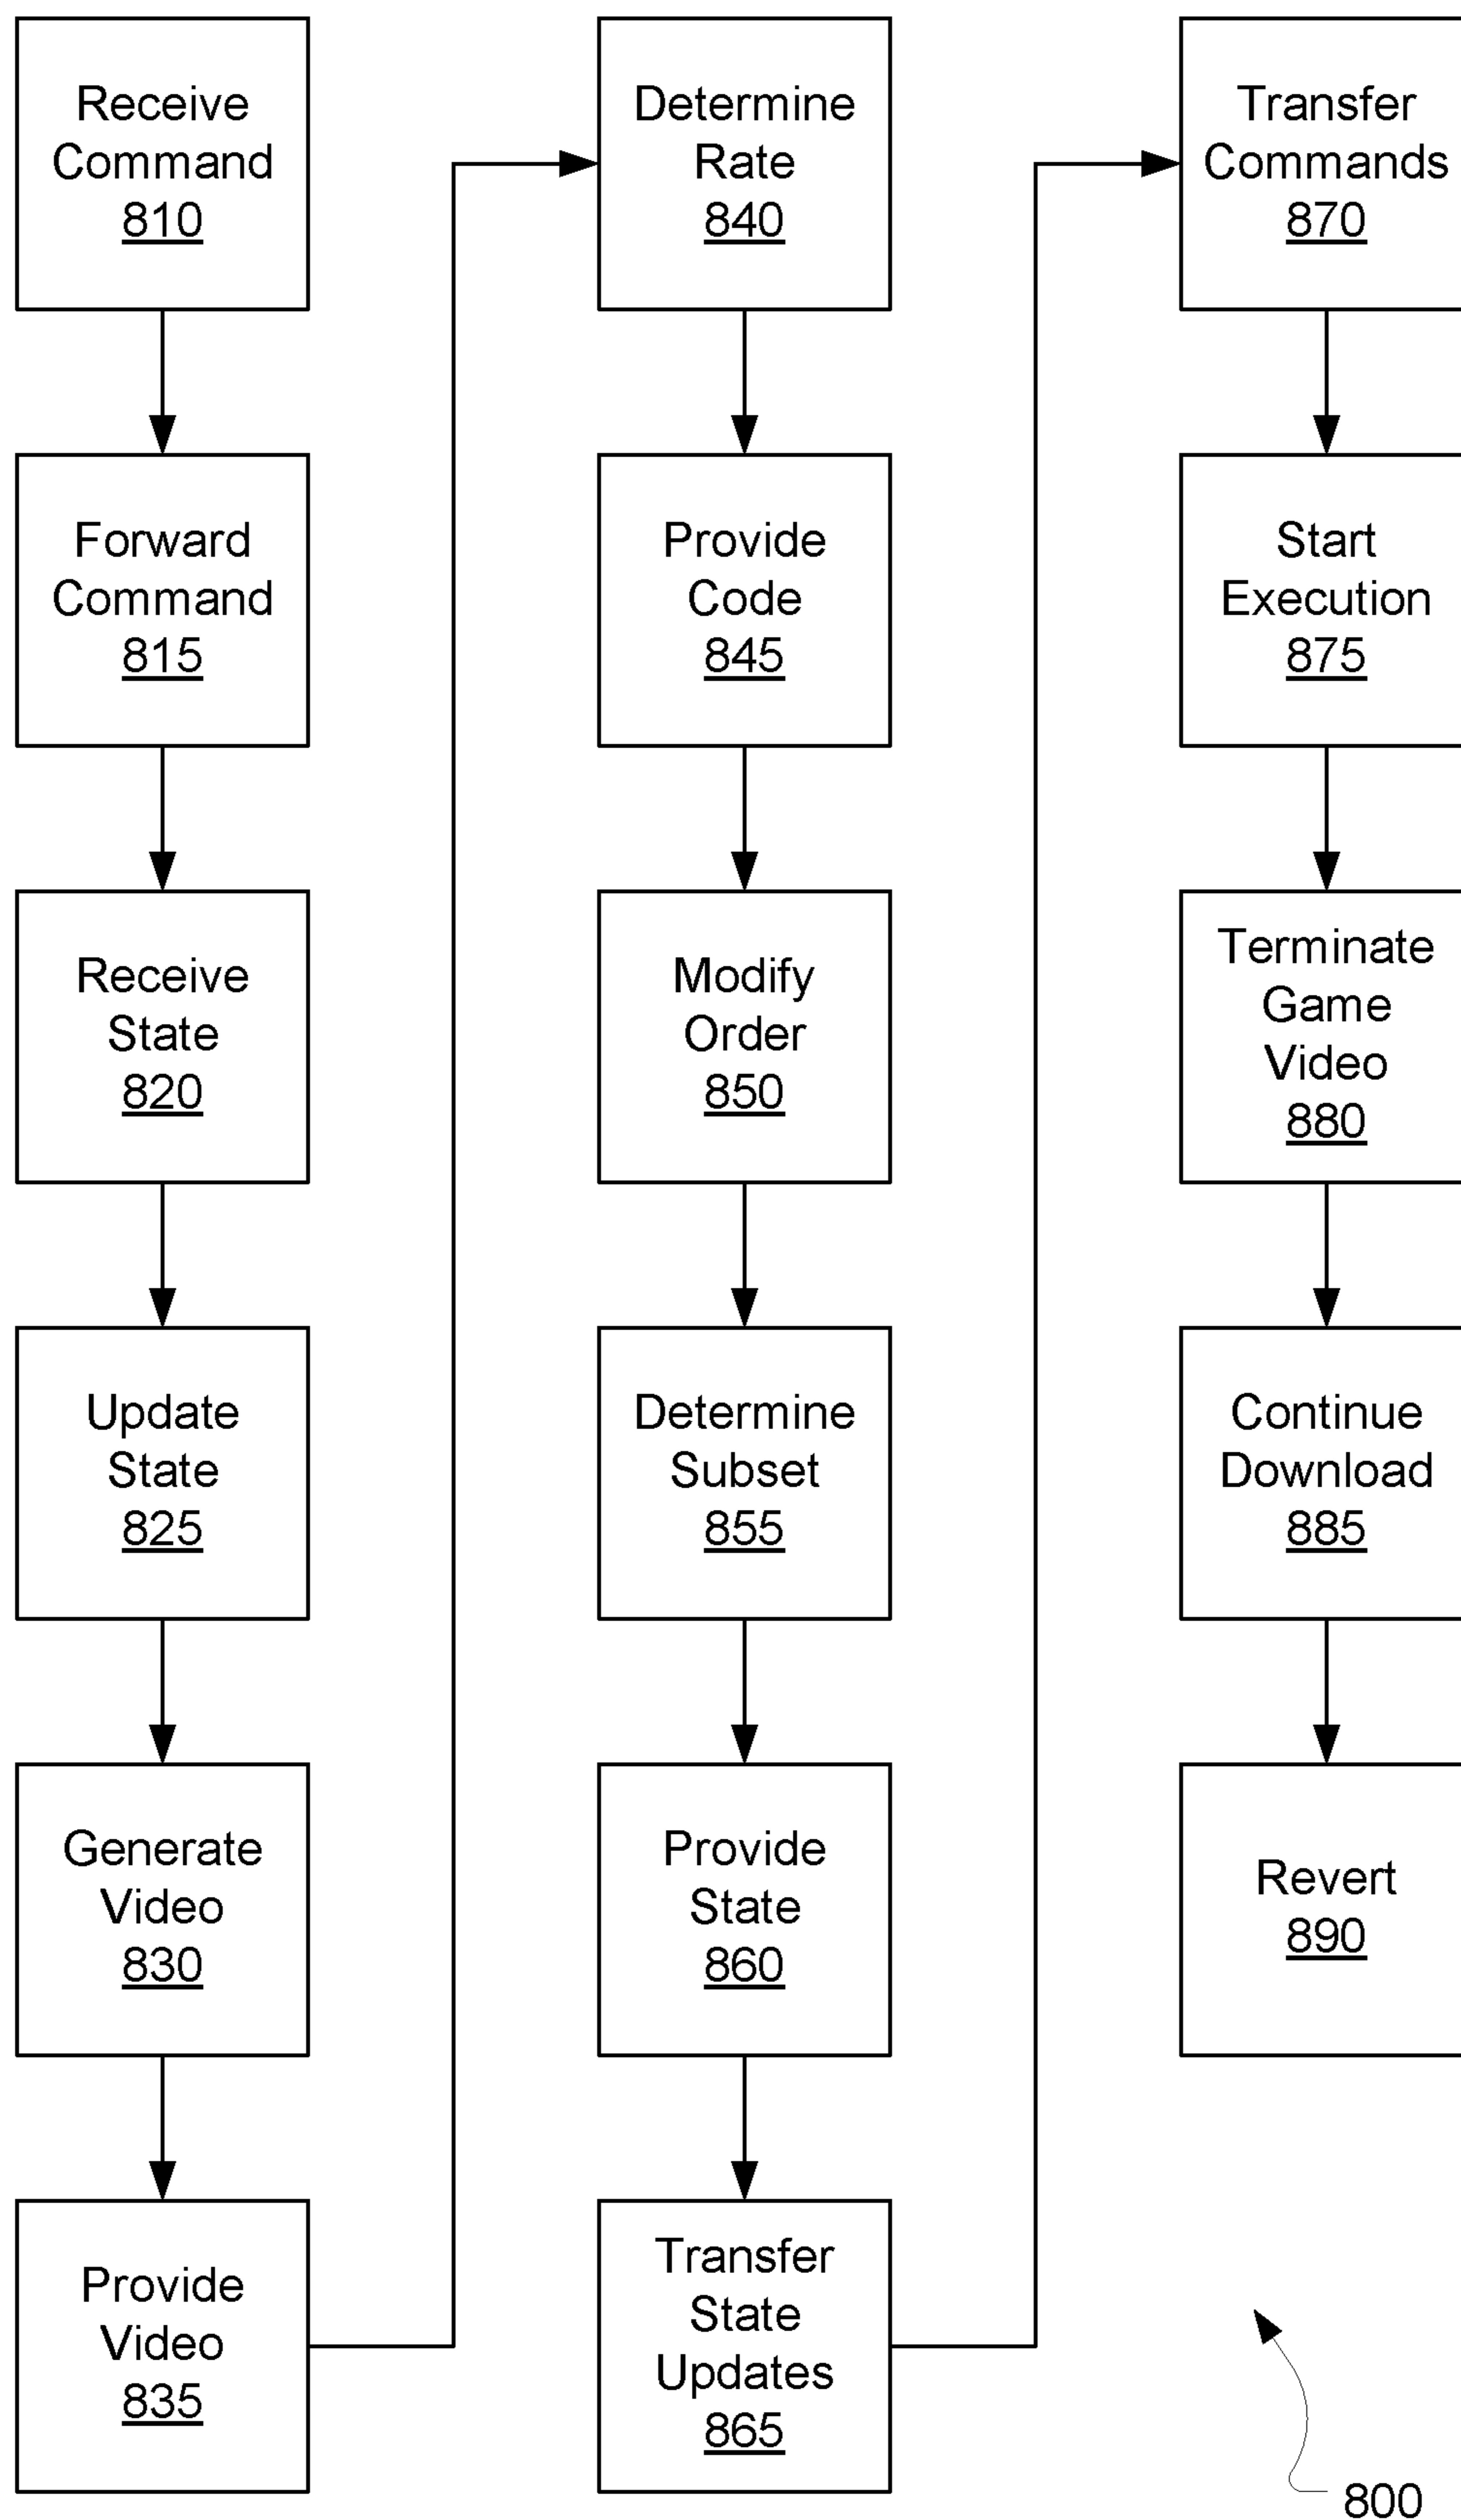 Receive
Command
810
Forward
Command
815
Receive
State
820
Update
State
825
Generate
Video
830
Provide
Video
835
Determine
Rate
840
Provide
Code
845
Modify
Order
850
Determine
Subset
855
Provide
State
860
Transfer
State
Updates
865
Transfer
Commands
870
Start
Execution
875
Terminate
Game
Video
880
Continue
Download
885
Revert
890
800